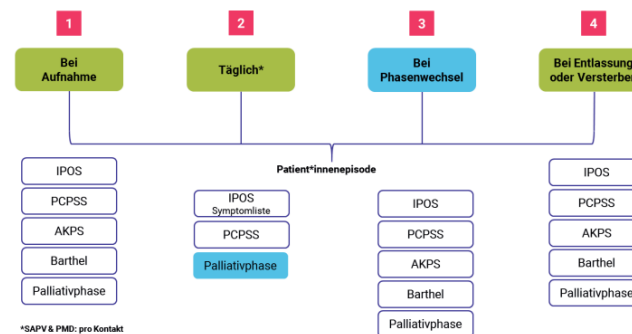 1
2
3
4
Bei
Aufnahme
Täglich*
Bei
Phasenwechsel
Bei Entlassung
oder Versterben
Patient*innenepisode
IPOS
PCPSS
AKPS
Barthel
Palliativphase
IPOS
Symptomliste
PCPSS
Palliativphase
IPOS
PCPSS
AKPS
Barthel
Palliativphase
IPOS
PCPSS
AKPS
Barthel
Palliativphase
*SAPV & PMD: pro Kontakt